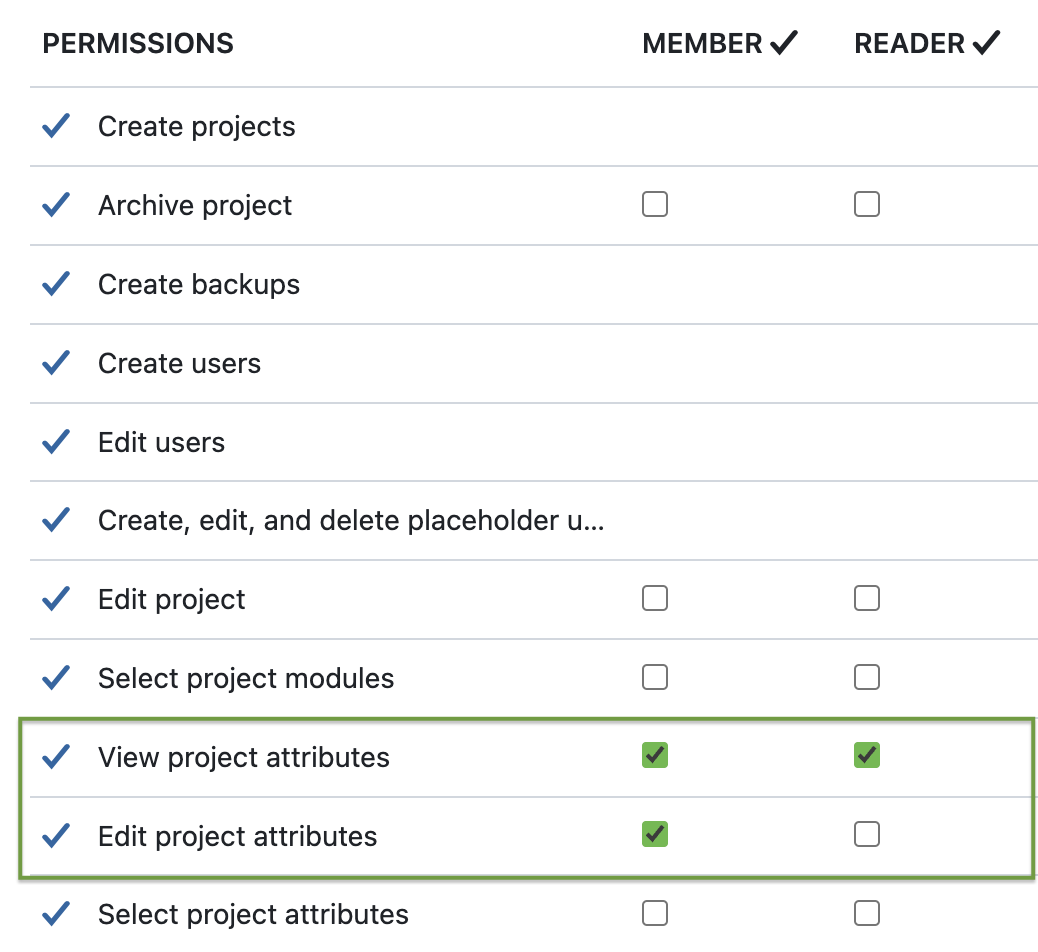 PERMISSIONS MEMBER READER
Create projects
Archive project
Create backups
Create users
Edit users
Create, edit, and delete placeholder u...
Edit project
Select project modules
View project attributes
Edit project attributes
Select project attributes